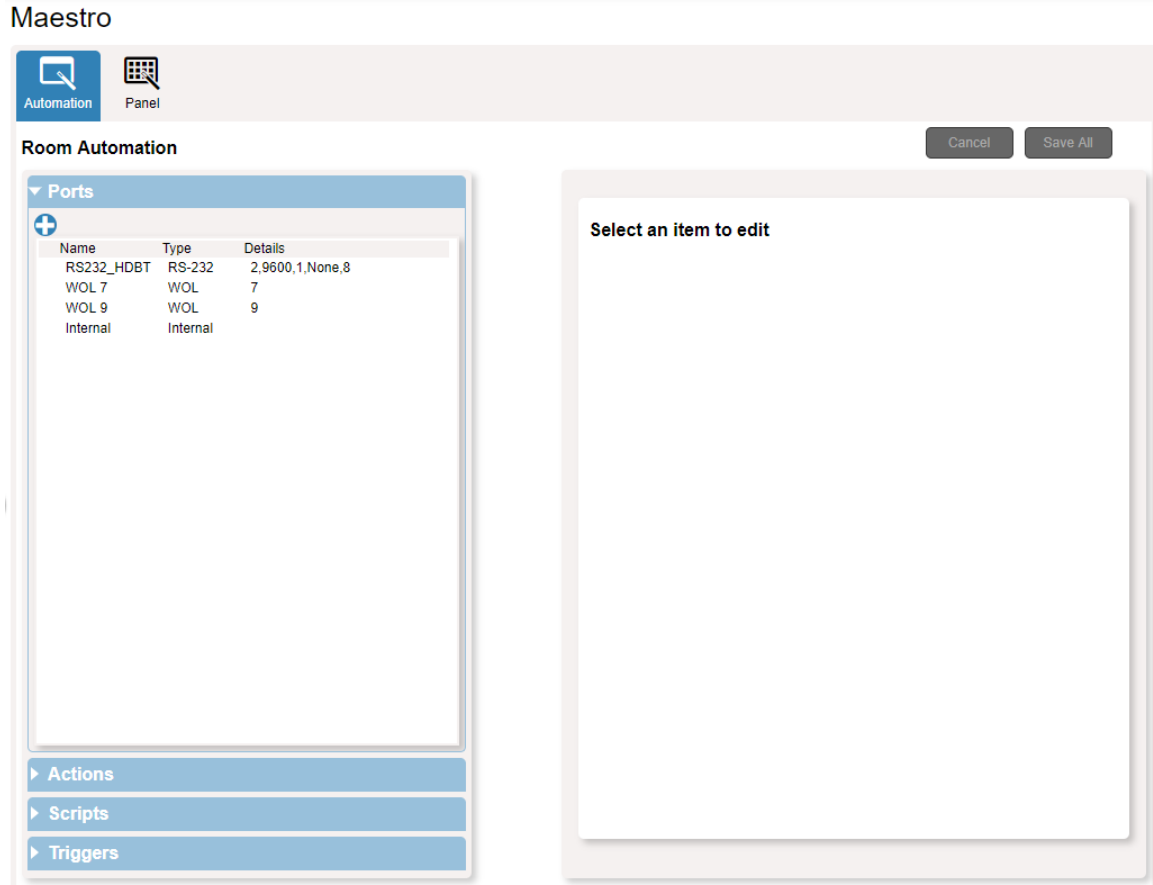 Maestro
Automation
Panel
Room Automation
Cancel
Save All
Ports
Name Type Details
RS232_HDBT RS-232 2,9600,1,None,8
WOL 7 WOL 7
WOL 9 WOL 9
Internal Internal
Actions
Scripts
Triggers
Select an item to edit